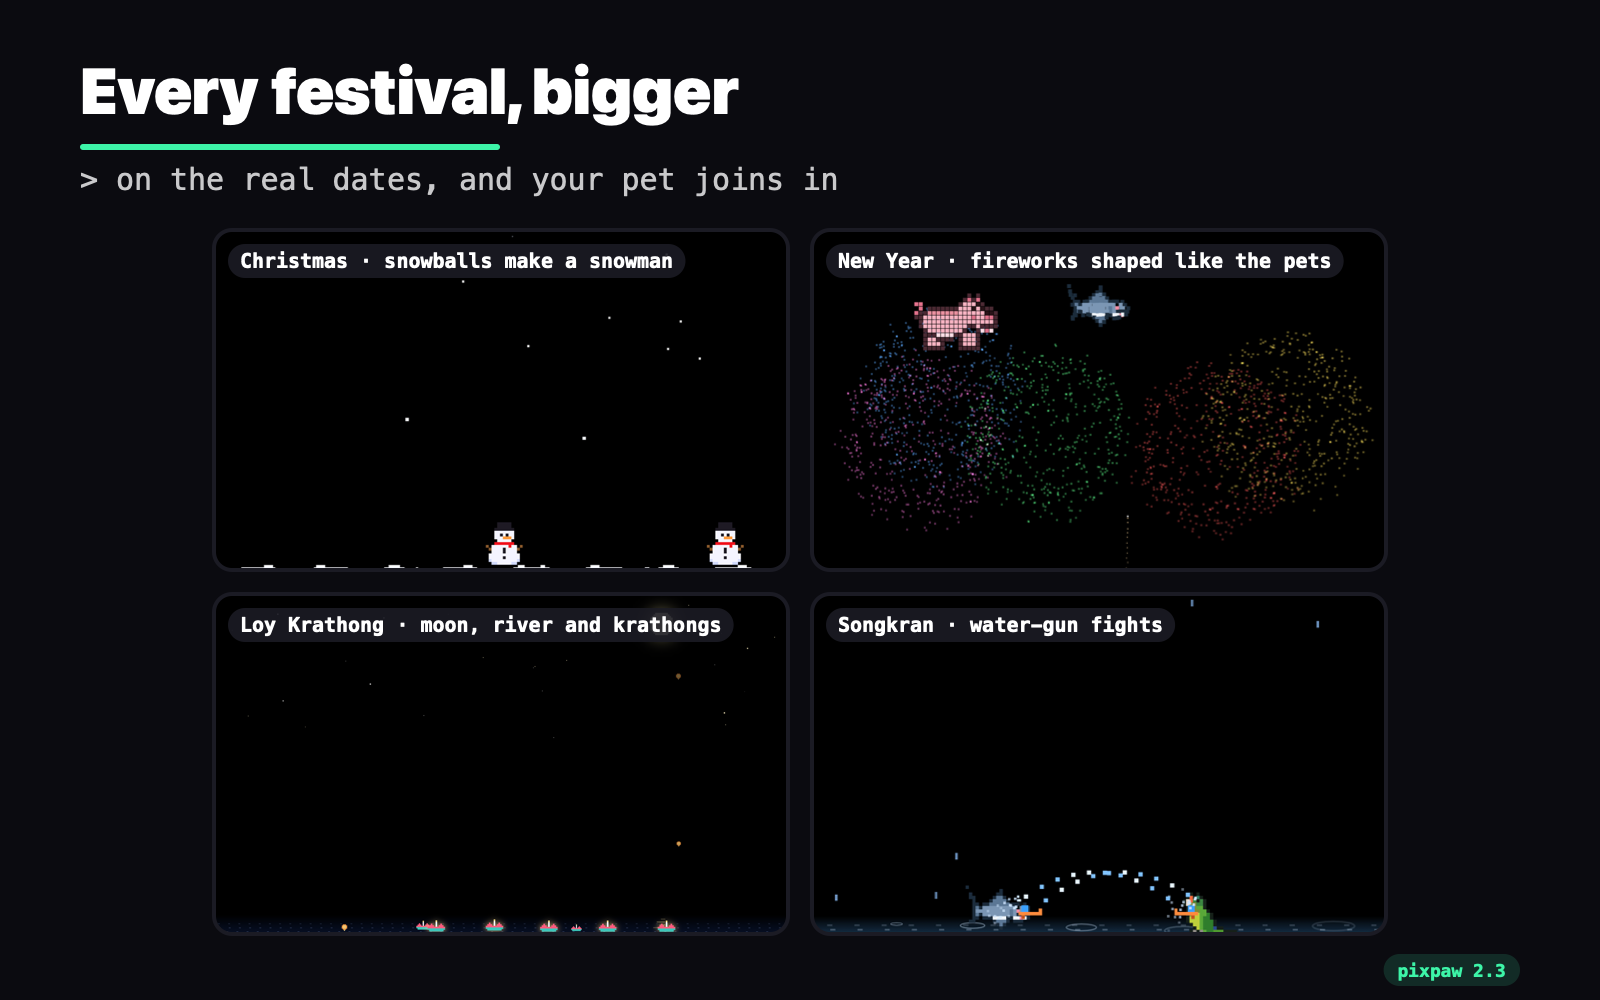 Every festival, bigger
> on the real dates, and your pet joins in
Christmas · snowballs make a snowman
New Year · fireworks shaped like the pets
Loy Krathong · moon, river and krathongs
Songkran · water-gun fights
pixpaw 2.3